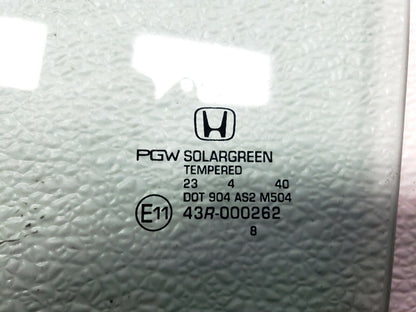 PGW SOLARGREEN
TEMPERED
23 4 40
DOT 904 AS2 M504
E11 43R-000262
8